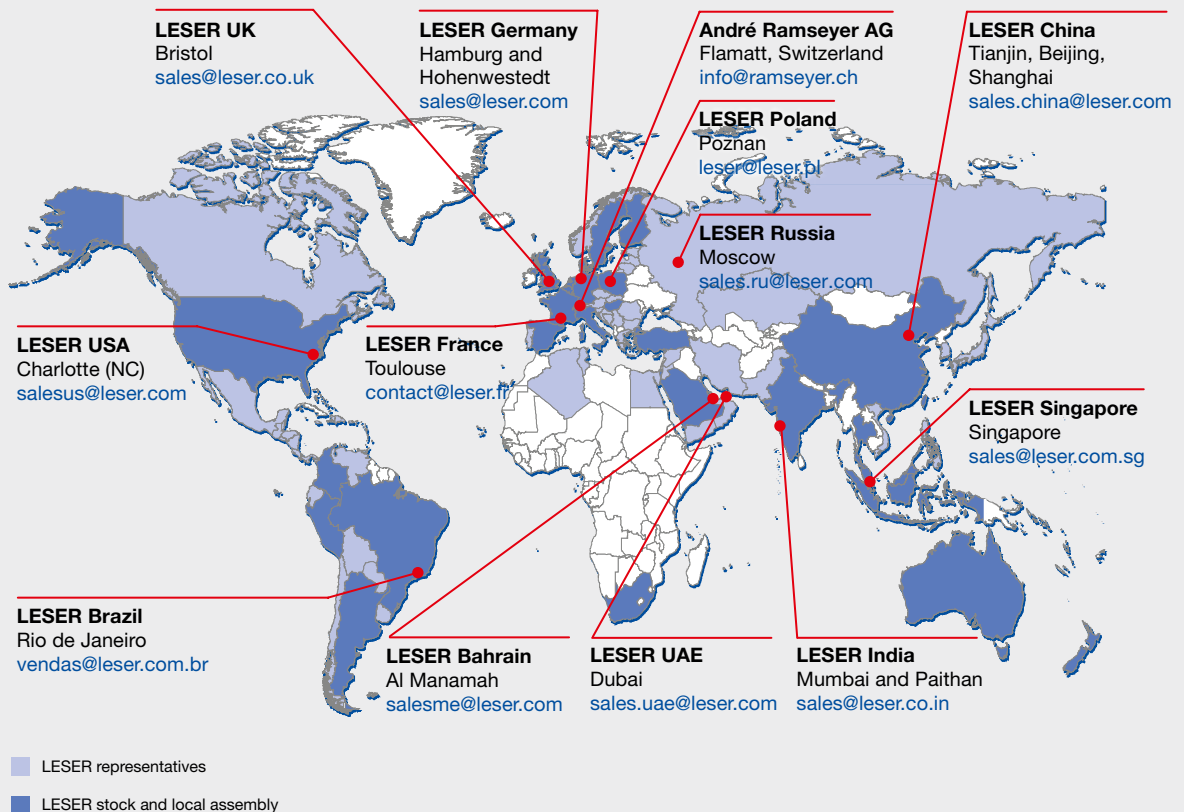 LESER UK
Bristol
sales@leser.co.uk
LESER Germany
Hamburg and
Hohenwestedt
sales@leser.com
André Ramseyer AG
Flamatt, Switzerland
info@ramseyer.ch
LESER China
Tianjin, Beijing,
Shanghai
sales.china@leser.com
LESER Poland
Poznan
leser@leser.pl
LESER Russia
Moscow
sales.ru@leser.com
LESER USA
Charlotte (NC)
salesus@leser.com
LESER France
Toulouse
contact@leser.fr
LESER Singapore
Singapore
sales@leser.com.sg
LESER Brazil
Rio de Janeiro
vendas@leser.com.br
LESER Bahrain
Al Manamah
salesme@leser.com
LESER UAE
Dubai
sales.uae@leser.com
LESER India
Mumbai and Paithan
sales@leser.co.in
LESER representatives
LESER stock and local assembly